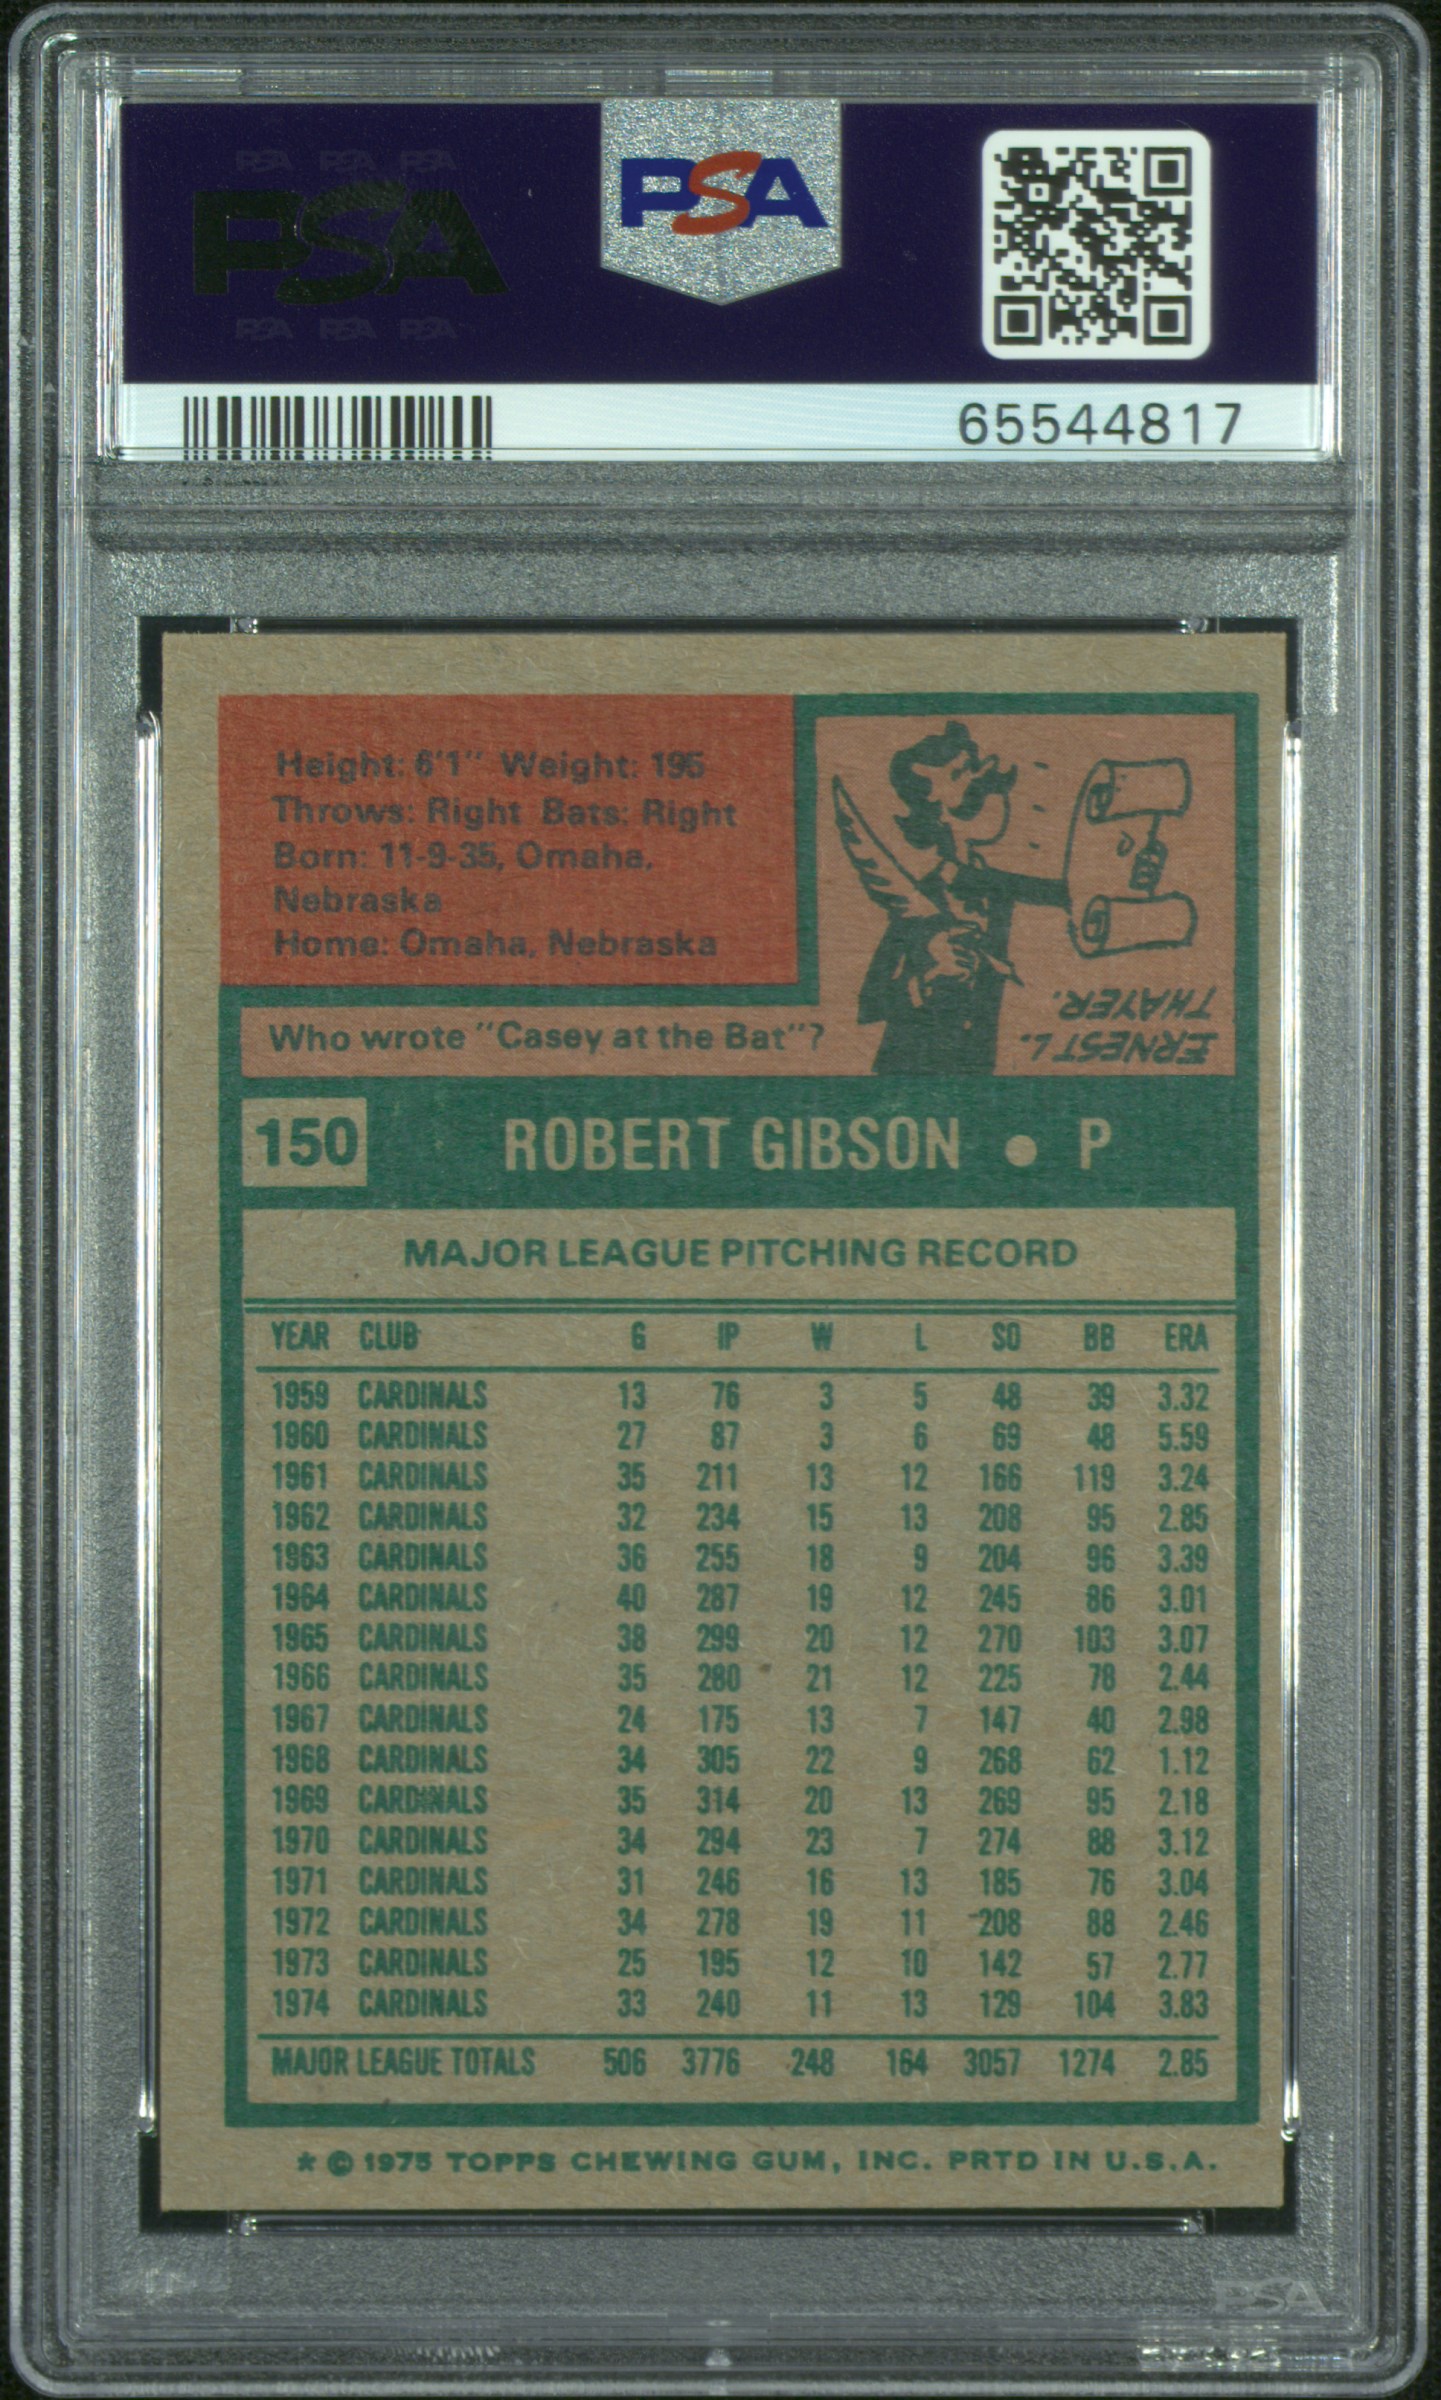 PSA PSA PSA
PSA
PSA PSA PSA
PSA
65544817
Height: 6'1" Weight: 195
Throws: Right Bats: Right
Born: 11-9-35, Omaha,
Nebraska
Home: Omaha, Nebraska
Who wrote "Casey at the Bat"?
ERNEST L.
THAYER.
150 ROBERT GIBSON • P
MAJOR LEAGUE PITCHING RECORD
YEAR CLUB G IP W L SO BB ERA
1959 CARDINALS 13 76 3 5 48 39 3.32
1960 CARDINALS 27 87 3 6 69 48 5.59
1961 CARDINALS 35 211 13 12 166 119 3.24
1962 CARDINALS 32 234 15 13 208 95 2.85
1963 CARDINALS 36 255 18 9 204 96 3.39
1964 CARDINALS 40 287 19 12 245 86 3.01
1965 CARDINALS 38 299 20 12 270 103 3.07
1966 CARDINALS 35 280 21 12 225 78 2.44
1967 CARDINALS 24 175 13 7 147 40 2.98
1968 CARDINALS 34 305 22 9 268 62 1.12
1969 CARDINALS 35 314 20 13 269 95 2.18
1970 CARDINALS 34 294 23 7 274 88 3.12
1971 CARDINALS 31 246 16 13 185 76 3.04
1972 CARDINALS 34 278 19 11 208 88 2.46
1973 CARDINALS 25 195 12 10 142 57 2.77
1974 CARDINALS 33 240 11 13 129 104 3.83
MAJOR LEAGUE TOTALS 506 3776 248 164 3057 1274 2.85
* © 1975 TOPPS CHEWING GUM, INC. PRTD IN U.S.A.
PSA